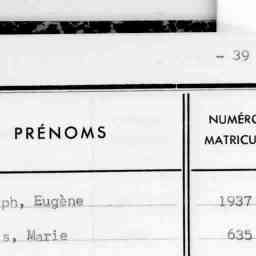 - 39
PRÉNOMS
NUMÉRO
MATRICU
ph, Eugène 1937
s, Marie 635